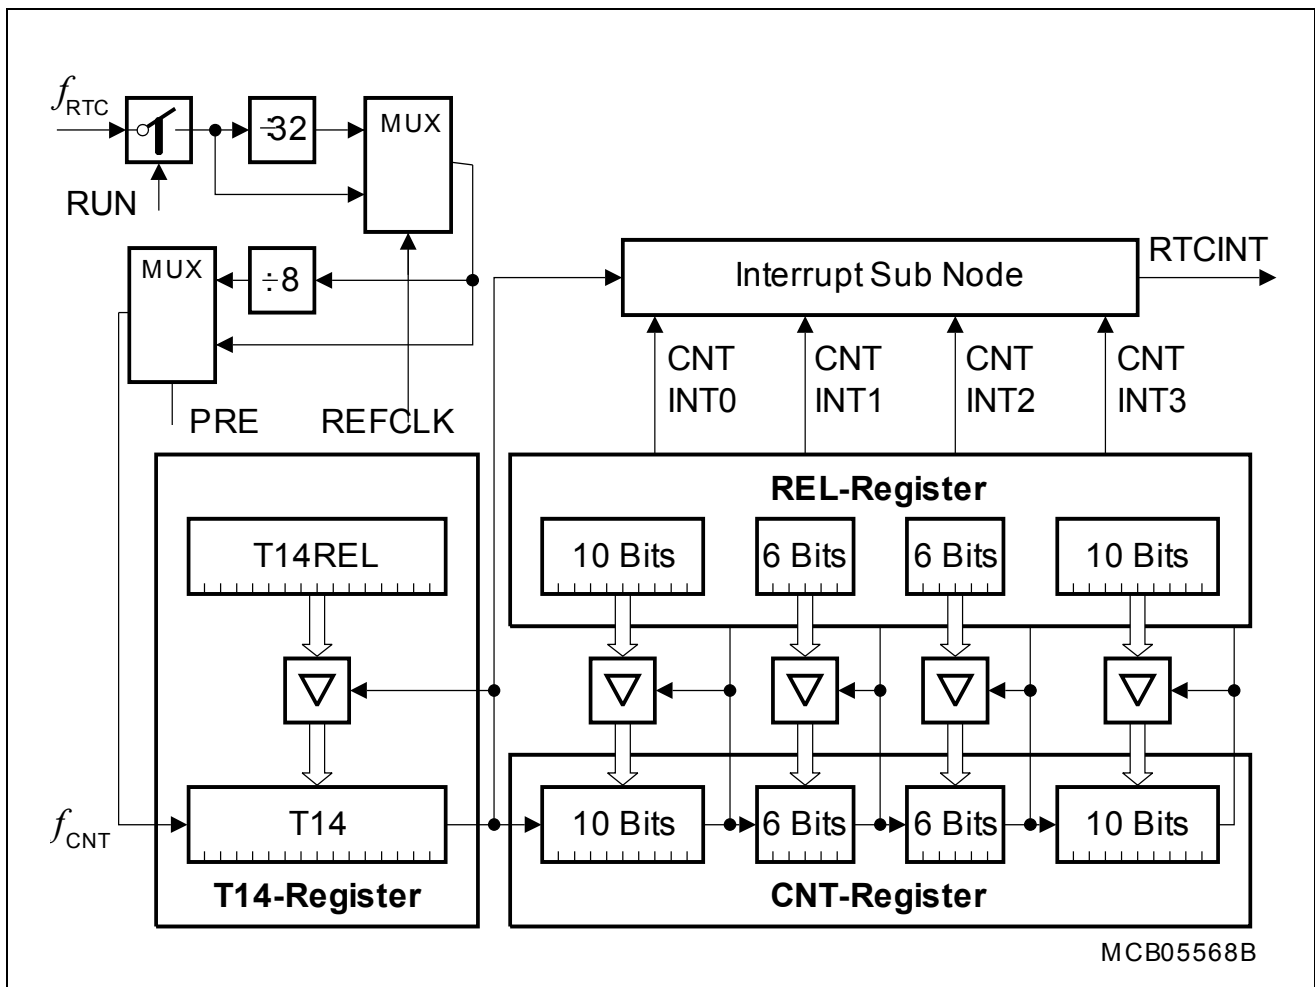 fRTC
÷32
MUX
RUN
MUX
÷8
Interrupt Sub Node
RTCINT
CNT
INT0
CNT
INT1
CNT
INT2
CNT
INT3
PRE
REFCLK
REL-Register
T14REL
10 Bits
6 Bits
6 Bits
10 Bits
fCNT
T14
10 Bits
6 Bits
6 Bits
10 Bits
T14-Register
CNT-Register
MCB05568B